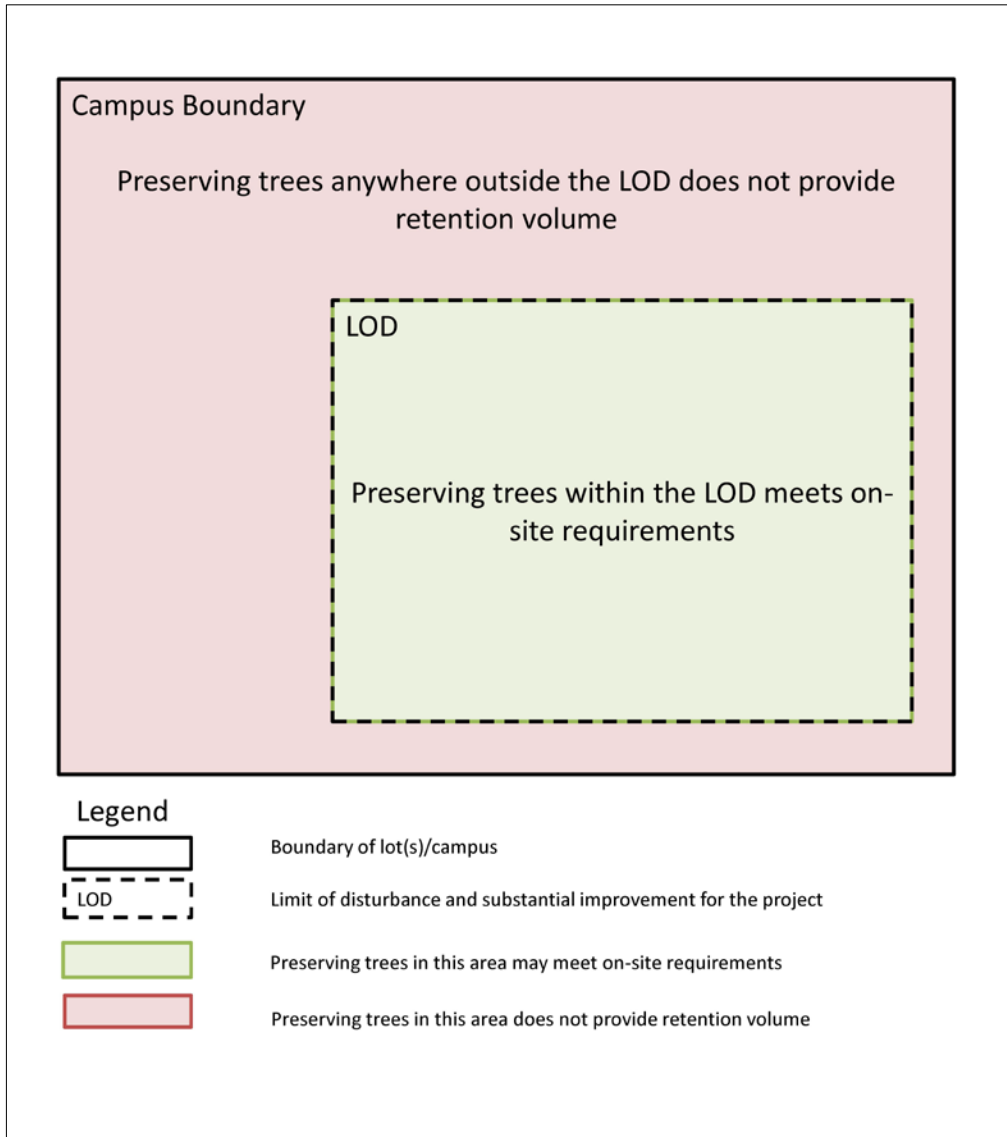 Campus Boundary
Preserving trees anywhere outside the LOD does not provide
retention volume
LOD
Preserving trees within the LOD meets on-
site requirements
Legend
Boundary of lot(s)/campus
LOD
Limit of disturbance and substantial improvement for the project
Preserving trees in this area may meet on-site requirements
Preserving trees in this area does not provide retention volume